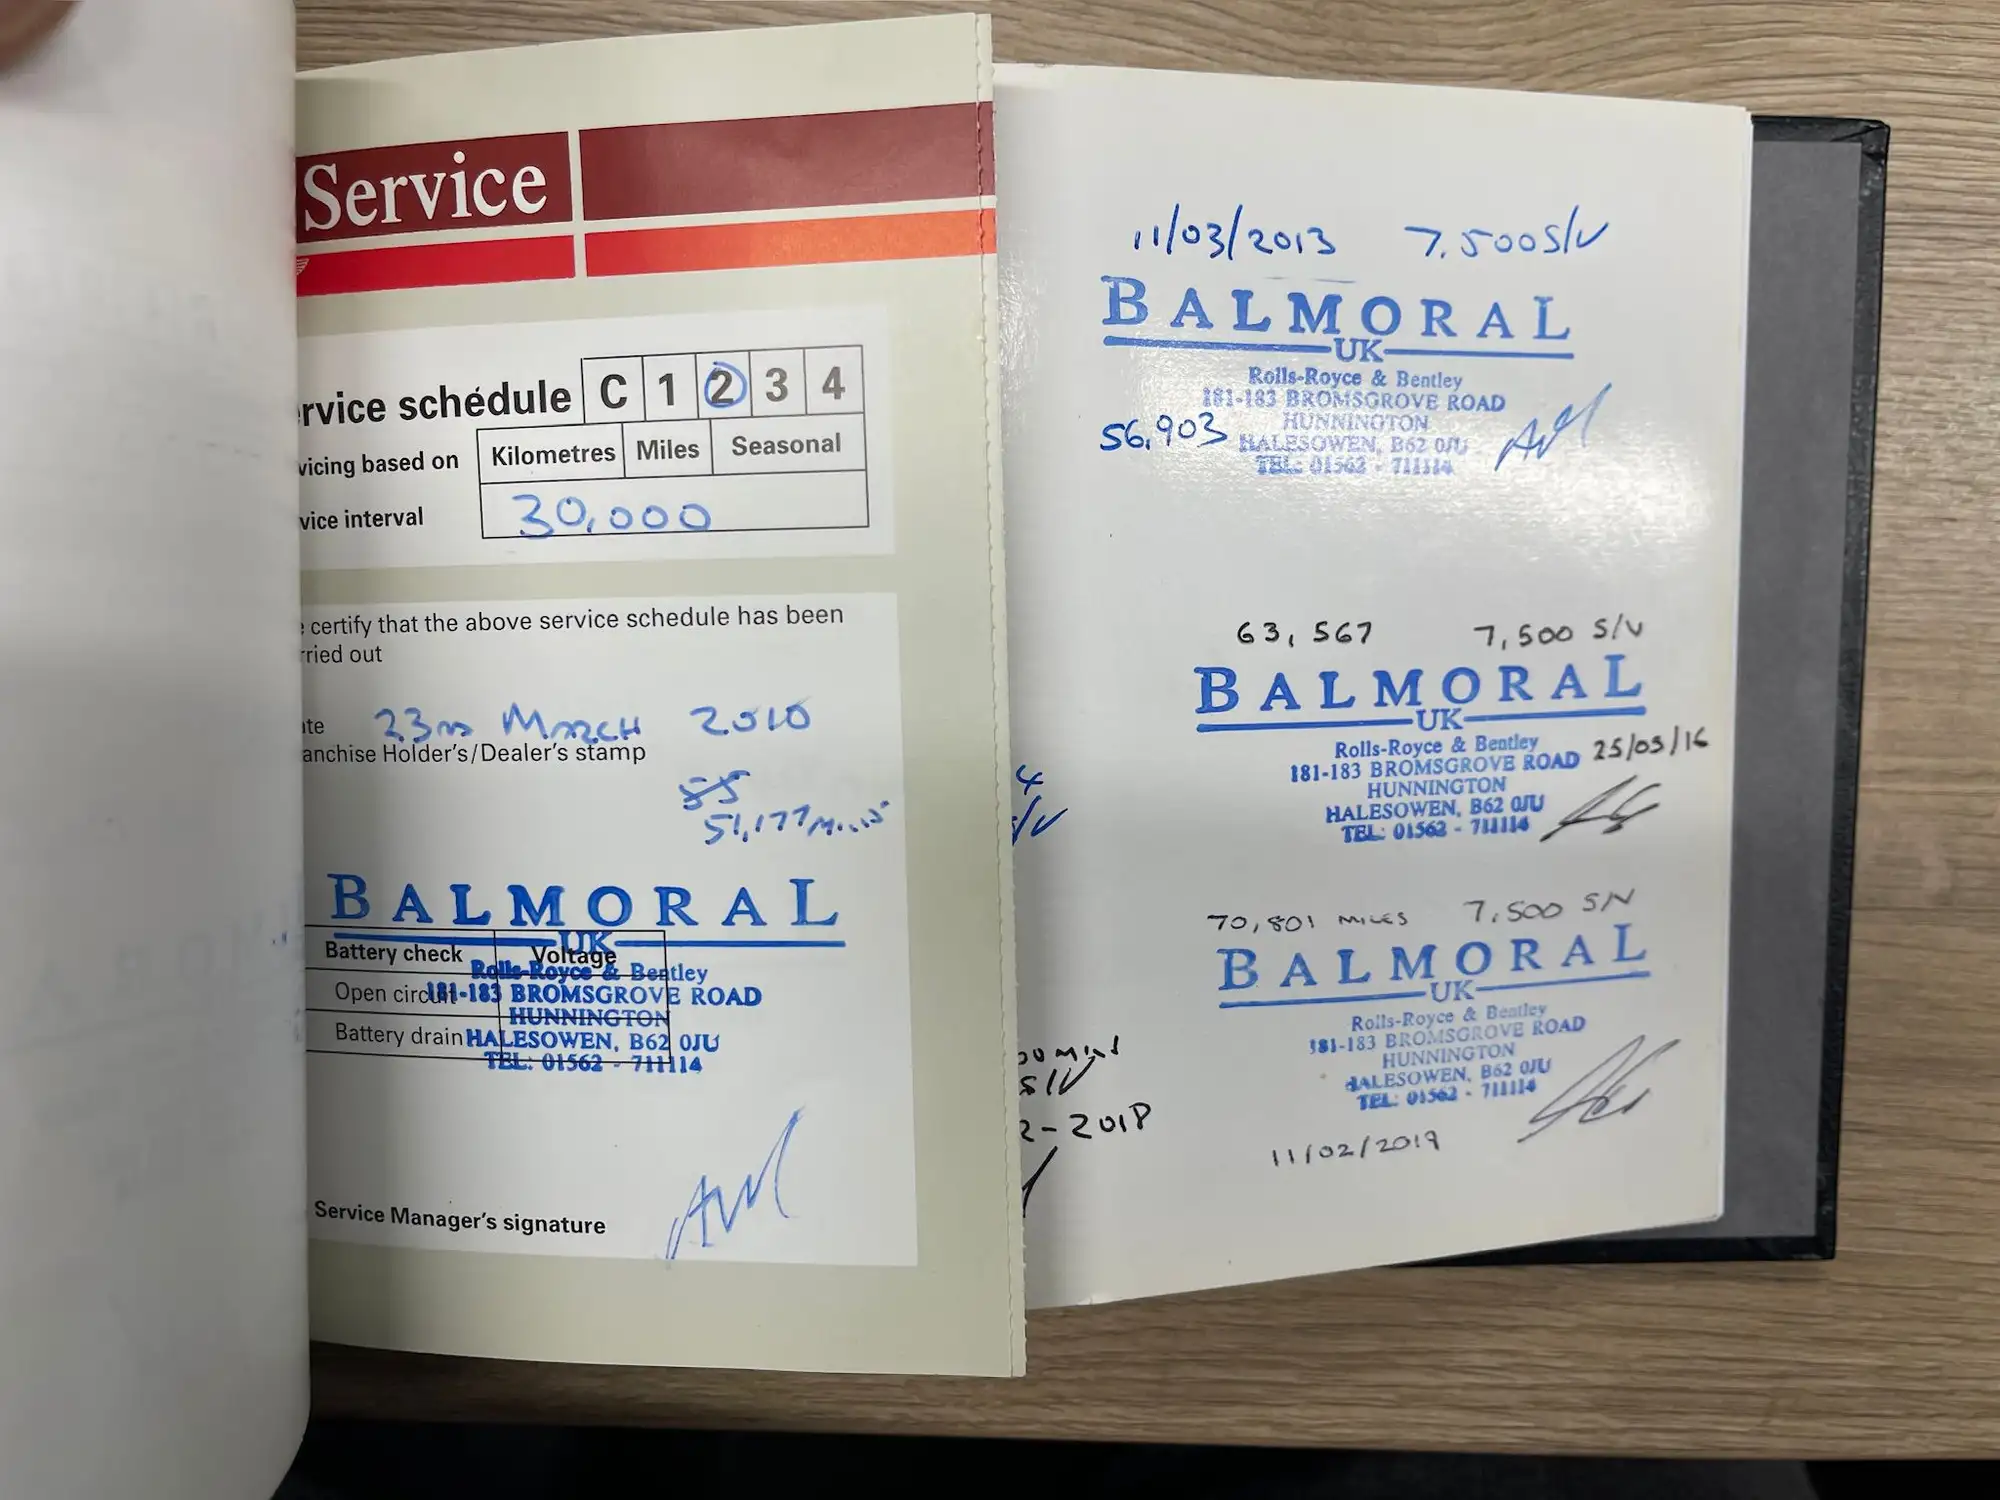 Service
rvice schedule C 1 2 3 4
vicing based on Kilometres Miles Seasonal
vice interval 30,000
certify that the above service schedule has been
rried out
ate 23RD MARCH 2010
anchise Holder's/Dealer's stamp
51,177 MILES
BALMORAL
UK
Battery check Voltage
Rolls-Royce & Bentley
Open circuit
181-183 BROMSGROVE ROAD
HUNNINGTON
Battery drain
HALESOWEN, B62 0JU
TEL: 01562 - 711114
Service Manager's signature
4
S/V
S/V
2-2018
11/03/2013 7,500 S/V
BALMORAL
UK
Rolls-Royce & Bentley
181-183 BROMSGROVE ROAD
HUNNINGTON
56,903
HALESOWEN, B62 0JU
TEL: 01562 - 711114
63,567 7,500 S/V
BALMORAL
UK
Rolls-Royce & Bentley
181-183 BROMSGROVE ROAD
HUNNINGTON
HALESOWEN, B62 0JU
TEL: 01562 - 711114
70,801 MILES 7,500 S/V
BALMORAL
UK
Rolls-Royce & Bentley
181-183 BROMSGROVE ROAD
HUNNINGTON
HALESOWEN, B62 0JU
TEL: 01562 - 711114
11/02/2019